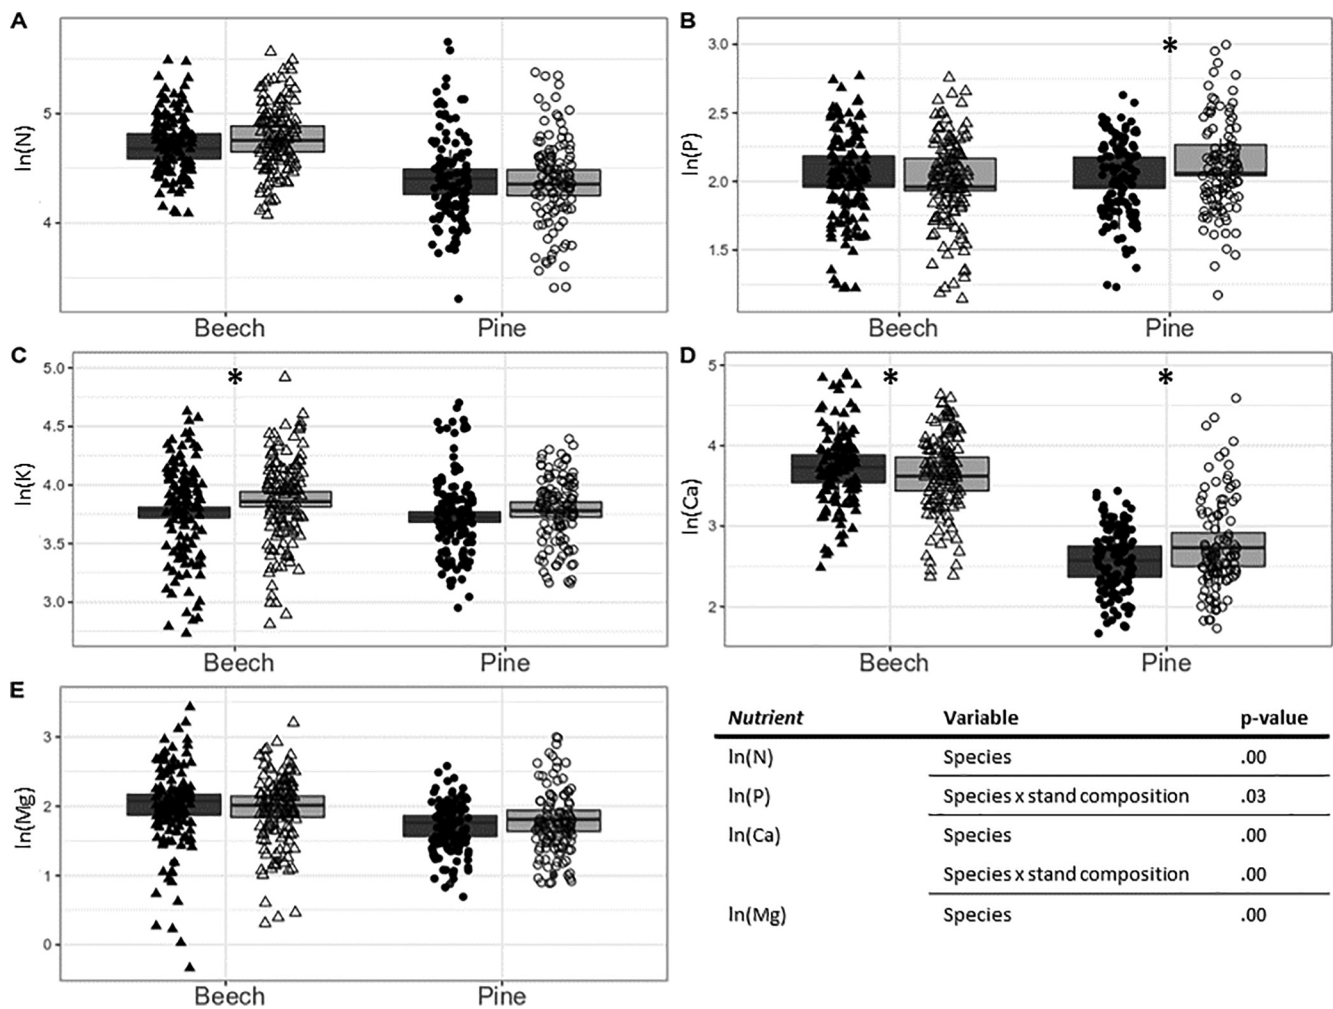 A
ln(N)
5
4
Beech
Pine
B
*
ln(P)
3.0
2.5
2.0
1.5
Beech
Pine
C
*
ln(K)
5.0
4.5
4.0
3.5
3.0
Beech
Pine
D
*
*
ln(Ca)
5
4
3
2
Beech
Pine
E
ln(Mg)
3
2
1
0
Beech
Pine
Nutrient Variable p-value
ln(N) Species .00
ln(P) Species x stand composition .03
ln(Ca) Species .00
Species x stand composition .00
ln(Mg) Species .00